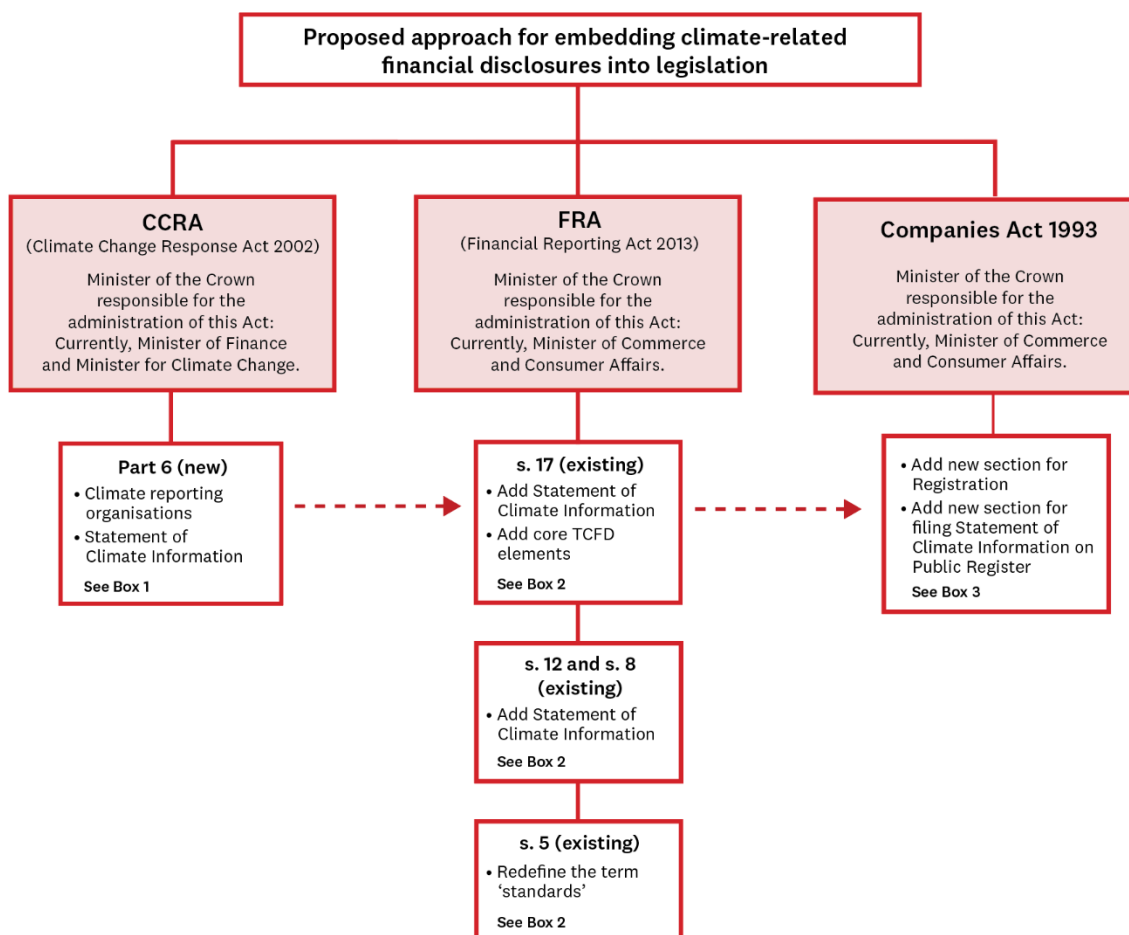 Proposed approach for embedding climate-related
financial disclosures into legislation
CCRA
(Climate Change Response Act 2002)
Minister of the Crown
responsible for the
administration of this Act:
Currently, Minister of Finance
and Minister for Climate Change.
FRA
(Financial Reporting Act 2013)
Minister of the Crown
responsible for the
administration of this Act:
Currently, Minister of Commerce
and Consumer Affairs.
Companies Act 1993
Minister of the Crown
responsible for the
administration of this Act:
Currently, Minister of Commerce
and Consumer Affairs.
Part 6 (new)
• Climate reporting
organisations
• Statement of
Climate Information
See Box 1
s. 17 (existing)
• Add Statement of
Climate Information
• Add core TCFD
elements
See Box 2
• Add new section for
Registration
• Add new section for
filing Statement of
Climate Information on
Public Register
See Box 3
s. 12 and s. 8
(existing)
• Add Statement of
Climate Information
See Box 2
s. 5 (existing)
• Redefine the term
‘standards’
See Box 2